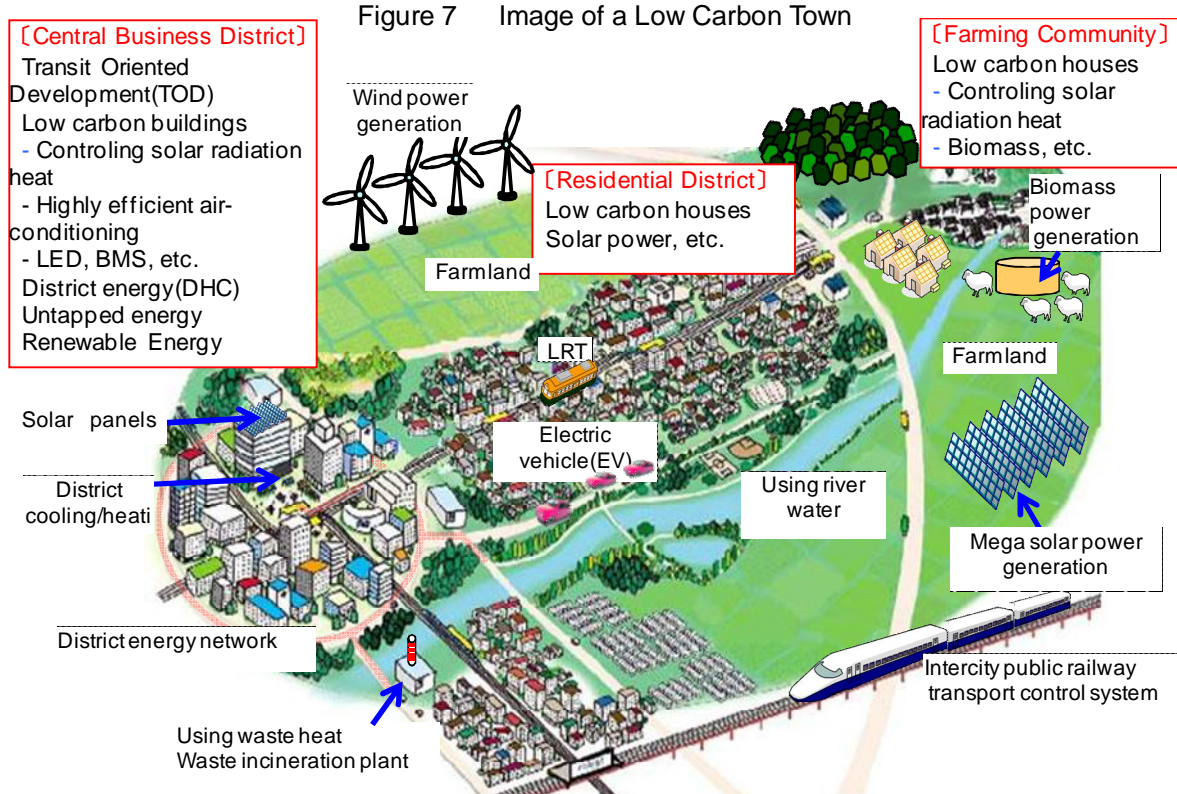 Figure 7 Image of a Low Carbon Town
〔Central Business District〕
Transit Oriented
Development(TOD)
Low carbon buildings
- Controling solar radiation
heat
- Highly efficient air-
conditioning
- LED, BMS, etc.
District energy(DHC)
Untapped energy
Renewable Energy
Wind power
generation
〔Residential District〕
Low carbon houses
Solar power, etc.
〔Farming Community〕
Low carbon houses
- Controling solar
radiation heat
- Biomass, etc.
Biomass
power
generation
Farmland
LRT
Farmland
Solar panels
Electric
vehicle(EV)
District
cooling/heati
Using river
water
Mega solar power
generation
District energy network
Intercity public railway
transport control system
Using waste heat
Waste incineration plant